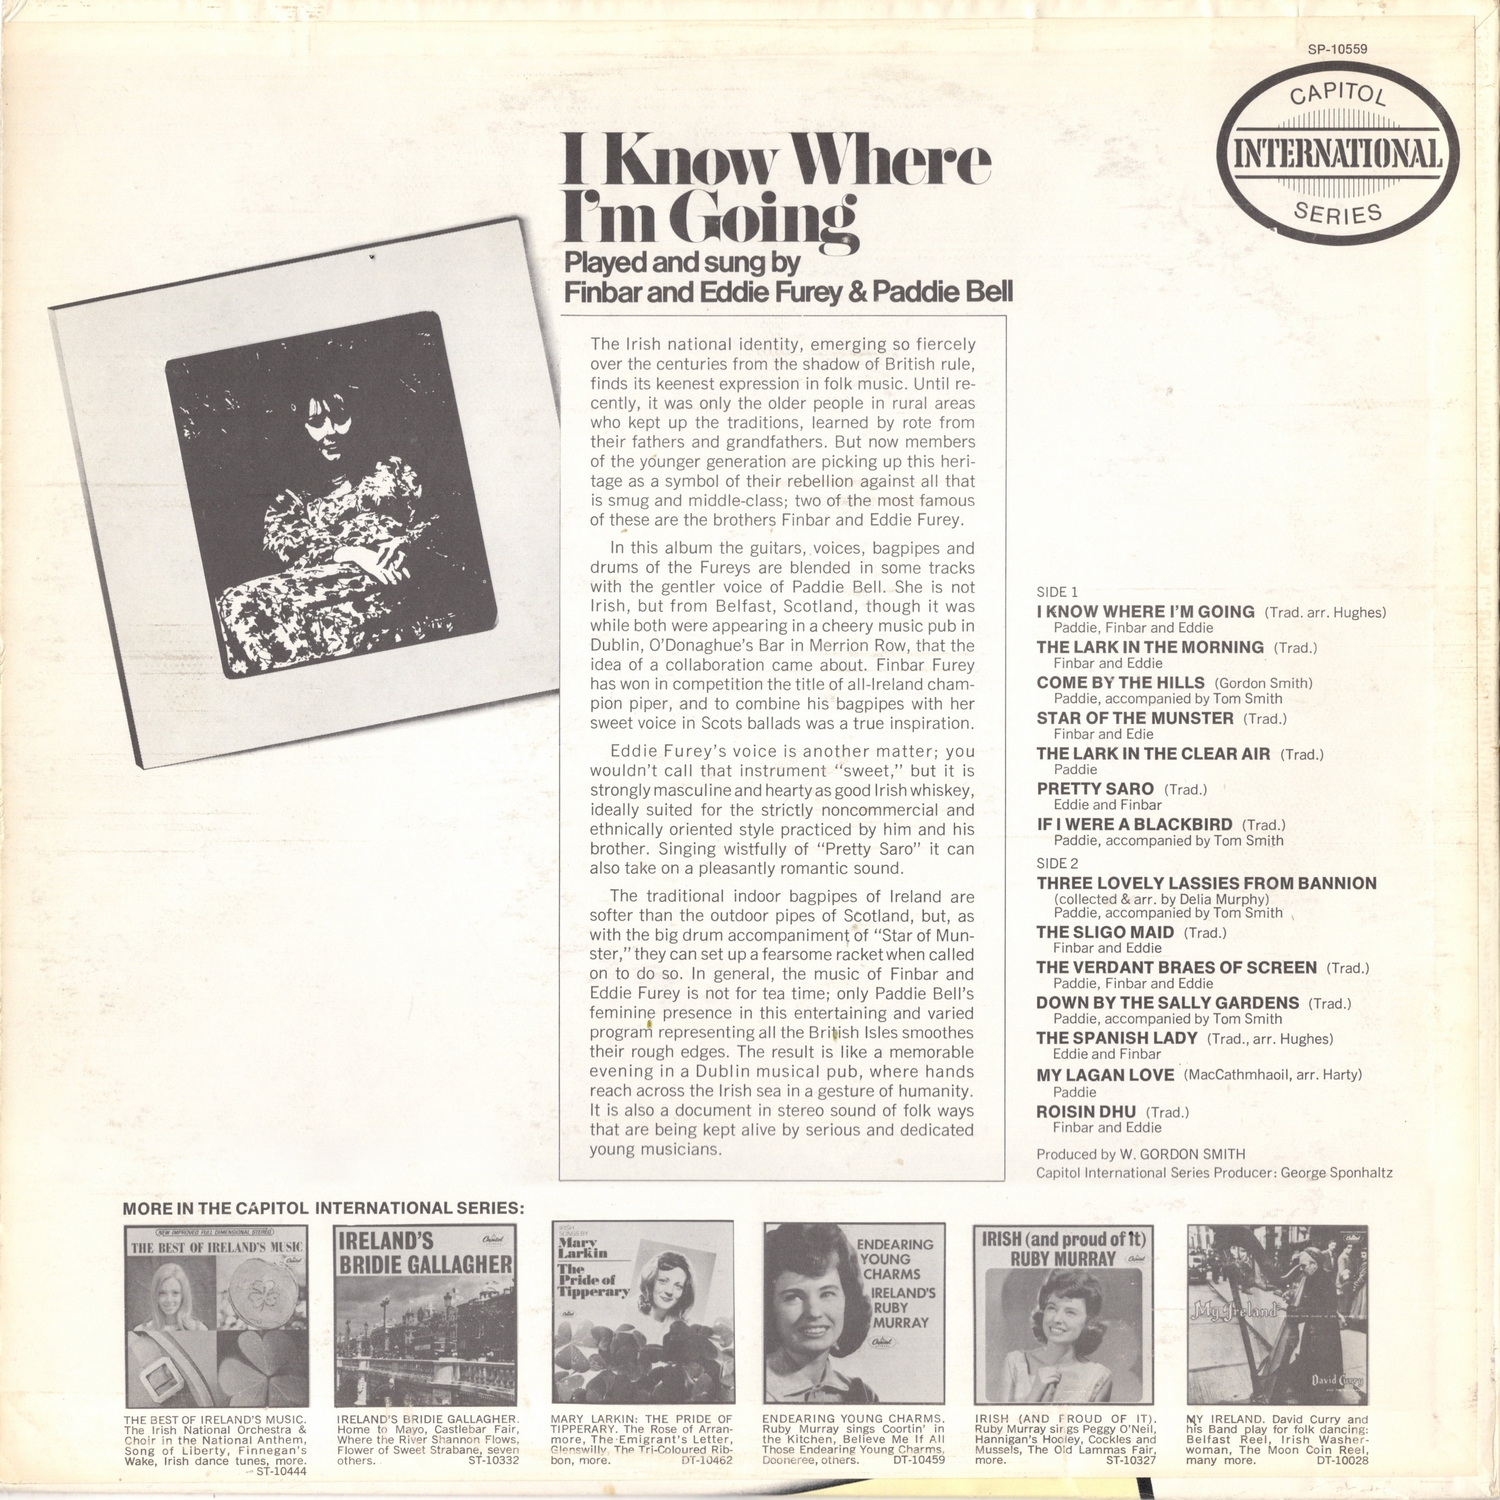 SP-10559
CAPITOL
INTERNATIONAL
SERIES
I Know Where
I'm Going
Played and sung by
Finbar and Eddie Furey & Paddie Bell
The Irish national identity, emerging so fiercely
over the centuries from the shadow of British rule,
finds its keenest expression in folk music. Until re-
cently, it was only the older people in rural areas
who kept up the traditions, learned by rote from
their fathers and grandfathers. But now members
of the younger generation are picking up this heri-
tage as a symbol of their rebellion against all that
is smug and middle-class; two of the most famous
of these are the brothers Finbar and Eddie Furey.
In this album the guitars, voices, bagpipes and
drums of the Fureys are blended in some tracks
with the gentler voice of Paddie Bell. She is not
Irish, but from Belfast, Scotland, though it was
while both were appearing in a cheery music pub in
Dublin, O'Donaghue's Bar in Merrion Row, that the
idea of a collaboration came about. Finbar Furey
has won in competition the title of all-Ireland cham-
pion piper, and to combine his bagpipes with her
sweet voice in Scots ballads was a true inspiration.
Eddie Furey's voice is another matter; you
wouldn't call that instrument "sweet," but it is
strongly masculine and hearty as good Irish whiskey,
ideally suited for the strictly noncommercial and
ethnically oriented style practiced by him and his
brother. Singing wistfully of "Pretty Saro" it can
also take on a pleasantly romantic sound.
The traditional indoor bagpipes of Ireland are
softer than the outdoor pipes of Scotland, but, as
with the big drum accompaniment of "Star of Mun-
ster," they can set up a fearsome racket when called
on to do so. In general, the music of Finbar and
Eddie Furey is not for tea time; only Paddie Bell's
feminine presence in this entertaining and varied
program representing all the British Isles smoothes
their rough edges. The result is like a memorable
evening in a Dublin musical pub, where hands
reach across the Irish sea in a gesture of humanity.
It is also a document in stereo sound of folk ways
that are being kept alive by serious and dedicated
young musicians.
SIDE 1
I KNOW WHERE I'M GOING (Trad. arr. Hughes)
Paddie, Finbar and Eddie
THE LARK IN THE MORNING (Trad.)
Finbar and Eddie
COME BY THE HILLS (Gordon Smith)
Paddie, accompanied by Tom Smith
STAR OF THE MUNSTER (Trad.)
Finbar and Edie
THE LARK IN THE CLEAR AIR (Trad.)
Paddie
PRETTY SARO (Trad.)
Eddie and Finbar
IF I WERE A BLACKBIRD (Trad.)
Paddie, accompanied by Tom Smith
SIDE 2
THREE LOVELY LASSIES FROM BANNION
(collected & arr. by Delia Murphy)
Paddie, accompanied by Tom Smith
THE SLIGO MAID (Trad.)
Finbar and Eddie
THE VERDANT BRAES OF SCREEN (Trad.)
Paddie, Finbar and Eddie
DOWN BY THE SALLY GARDENS (Trad.)
Paddie, accompanied by Tom Smith
THE SPANISH LADY (Trad., arr. Hughes)
Eddie and Finbar
MY LAGAN LOVE (MacCathmhaoil, arr. Harty)
Paddie
ROISIN DHU (Trad.)
Finbar and Eddie
Produced by W. GORDON SMITH
Capitol International Series Producer: George Sponhaltz
MORE IN THE CAPITOL INTERNATIONAL SERIES:
NEW IMPROVED FULL DIMENSIONAL STEREO
THE BEST OF IRELAND'S MUSIC
Capitol
THE BEST OF IRELAND'S MUSIC.
The Irish National Orchestra &
Choir in the National Anthem,
Song of Liberty, Finnegan's
Wake, Irish dance tunes, more.
ST-10444
IRELAND'S
BRIDIE GALLAGHER
Capitol
IRELAND'S BRIDIE GALLAGHER.
Home to Mayo, Castlebar Fair,
Where the River Shannon Flows,
Flower of Sweet Strabane, seven
others. ST-10332
IRISH
SONGS BY
Mary
Larkin
The
Pride of
Tipperary
Capitol
MARY LARKIN: THE PRIDE OF
TIPPERARY. The Rose of Arran-
more, The Emigrant's Letter,
Glenswilly, The Tri-Coloured Rib-
bon, more. DT-10462
ENDEARING
YOUNG
CHARMS
IRELAND'S
RUBY
MURRAY
Capitol
ENDEARING YOUNG CHARMS.
Ruby Murray sings Coortin' in
the Kitchen, Believe Me If All
Those Endearing Young Charms,
Dooneree, others. DT-10459
IRISH (and proud of it)
RUBY MURRAY
Capitol
IRISH (AND PROUD OF IT).
Ruby Murray sings Peggy O'Neil,
Hannigan's Hooley, Cockles and
Mussels, The Old Lammas Fair,
more. ST-10327
Capitol
My Ireland
David Curry
MY IRELAND. David Curry and
his Band play for folk dancing:
Belfast Reel, Irish Washer-
woman, The Moon Coin Reel,
many more. DT-10028